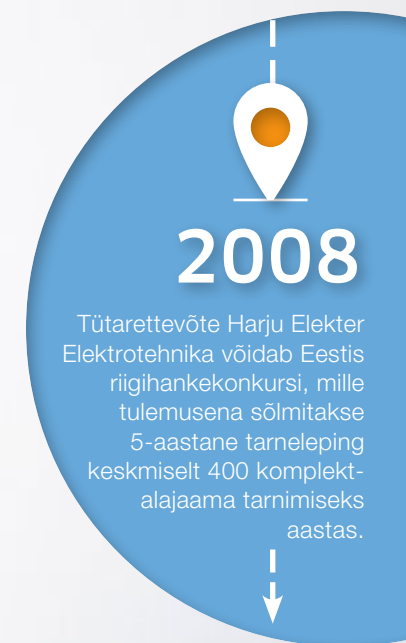 2008
Tütarettevõte Harju Elekter
Elektrotehnika võidab Eestis
riigihankekonkursi, mille
tulemusena sõlmitakse
5-aastane tarneleping
keskmiselt 400 komplekt-
alajaama tarnimiseks
aastas.